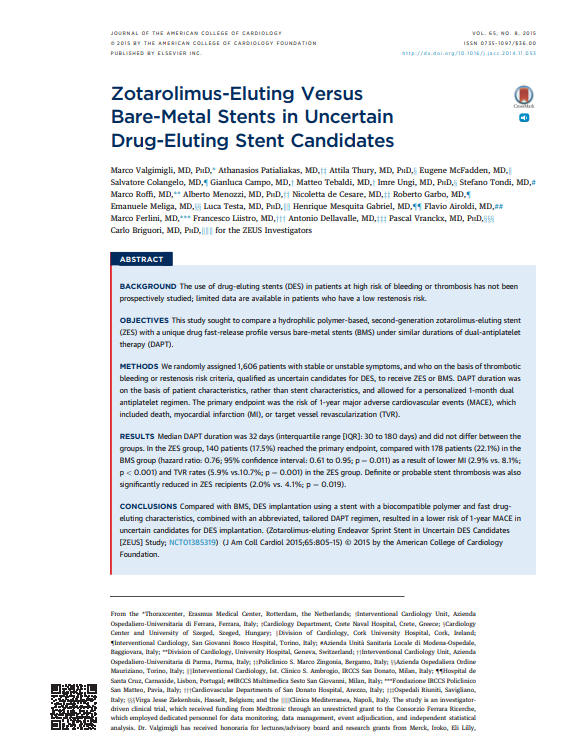 JOURNAL OF THE AMERICAN COLLEGE OF CARDIOLOGY
VOL. 65, NO. 8, 2015
© 2015 BY THE AMERICAN COLLEGE OF CARDIOLOGY FOUNDATION
ISSN 0735-1097/$36.00
PUBLISHED BY ELSEVIER INC.
http://dx.doi.org/10.1016/j.jacc.2014.11.053
Zotarolimus-Eluting Versus
Bare-Metal Stents in Uncertain
Drug-Eluting Stent Candidates
CrossMark
Marco Valgimigli, MD, PHD,* Athanasios Patialiakas, MD,†‡ Attila Thury, MD, PHD,§ Eugene McFadden, MD,||
Salvatore Colangelo, MD,¶ Gianluca Campo, MD,† Matteo Tebaldi, MD,† Imre Ungi, MD, PHD,§ Stefano Tondi, MD,#
Marco Roffi, MD,** Alberto Menozzi, MD, PHD,†† Nicoletta de Cesare, MD,‡‡ Roberto Garbo, MD,¶
Emanuele Meliga, MD,§§ Luca Testa, MD, PHD,|||| Henrique Mesquita Gabriel, MD,¶¶ Flavio Airoldi, MD,##
Marco Ferlini, MD,*** Francesco Liistro, MD,††† Antonio Dellavalle, MD,‡‡‡ Pascal Vranckx, MD, PHD,§§§
Carlo Briguori, MD, PHD,|||||| for the ZEUS Investigators
ABSTRACT
BACKGROUND The use of drug-eluting stents (DES) in patients at high risk of bleeding or thrombosis has not been
prospectively studied; limited data are available in patients who have a low restenosis risk.
OBJECTIVES This study sought to compare a hydrophilic polymer-based, second-generation zotarolimus-eluting stent
(ZES) with a unique drug fast-release profile versus bare-metal stents (BMS) under similar durations of dual-antiplatelet
therapy (DAPT).
METHODS We randomly assigned 1,606 patients with stable or unstable symptoms, and who on the basis of thrombotic
bleeding or restenosis risk criteria, qualified as uncertain candidates for DES, to receive ZES or BMS. DAPT duration was
on the basis of patient characteristics, rather than stent characteristics, and allowed for a personalized 1-month dual
antiplatelet regimen. The primary endpoint was the risk of 1-year major adverse cardiovascular events (MACE), which
included death, myocardial infarction (MI), or target vessel revascularization (TVR).
RESULTS Median DAPT duration was 32 days (interquartile range [IQR]: 30 to 180 days) and did not differ between the
groups. In the ZES group, 140 patients (17.5%) reached the primary endpoint, compared with 178 patients (22.1%) in the
BMS group (hazard ratio: 0.76; 95% confidence interval: 0.61 to 0.95; p = 0.011) as a result of lower MI (2.9% vs. 8.1%;
p < 0.001) and TVR rates (5.9% vs.10.7%; p = 0.001) in the ZES group. Definite or probable stent thrombosis was also
significantly reduced in ZES recipients (2.0% vs. 4.1%; p = 0.019).
CONCLUSIONS Compared with BMS, DES implantation using a stent with a biocompatible polymer and fast drug-
eluting characteristics, combined with an abbreviated, tailored DAPT regimen, resulted in a lower risk of 1-year MACE in
uncertain candidates for DES implantation. (Zotarolimus-eluting Endeavor Sprint Stent in Uncertain DES Candidates
[ZEUS] Study; NCT01385319) (J Am Coll Cardiol 2015;65:805–15) © 2015 by the American College of Cardiology
Foundation.
From the *Thoraxcenter, Erasmus Medical Center, Rotterdam, the Netherlands; †Interventional Cardiology Unit, Azienda
Ospedaliero-Universitaria di Ferrara, Ferrara, Italy; ‡Cardiology Department, Crete Naval Hospital, Crete, Greece; §Cardiology
Center and University of Szeged, Szeged, Hungary; ||Division of Cardiology, Cork University Hospital, Cork, Ireland;
¶Interventional Cardiology, San Giovanni Bosco Hospital, Torino, Italy; #Azienda Unità Sanitaria Locale di Modena-Ospedale,
Baggiovara, Italy; **Division of Cardiology, University Hospital, Geneva, Switzerland; ††Interventional Cardiology Unit, Azienda
Ospedaliero-Universitaria di Parma, Parma, Italy; ‡‡Policlinico S. Marco Zingonia, Bergamo, Italy; §§Azienda Ospedaliera Ordine
Mauriziano, Torino, Italy; ||||Interventional Cardiology, Ist. Clinico S. Ambrogio, IRCCS San Donato, Milan, Italy; ¶¶Hospital de
Santa Cruz, Carnaxide, Lisbon, Portugal; ##IRCCS Multimedica Sesto San Giovanni, Milan, Italy; ***Fondazione IRCCS Policlinico
San Matteo, Pavia, Italy; †††Cardiovascular Departments of San Donato Hospital, Arezzo, Italy; ‡‡‡Ospedali Riuniti, Savigliano,
Italy; §§§Virga Jesse Ziekenhuis, Hasselt, Belgium; and the ||||||Clinica Mediterranea, Napoli, Italy. The study is an investigator-
driven clinical trial, which received funding from Medtronic through an unrestricted grant to the Consorzio Ferrara Ricerche,
which employed dedicated personnel for data monitoring, data management, event adjudication, and independent statistical
analysis. Dr. Valgimigli has received honoraria for lectures/advisory board and research grants from Merck, Iroko, Eli Lilly,